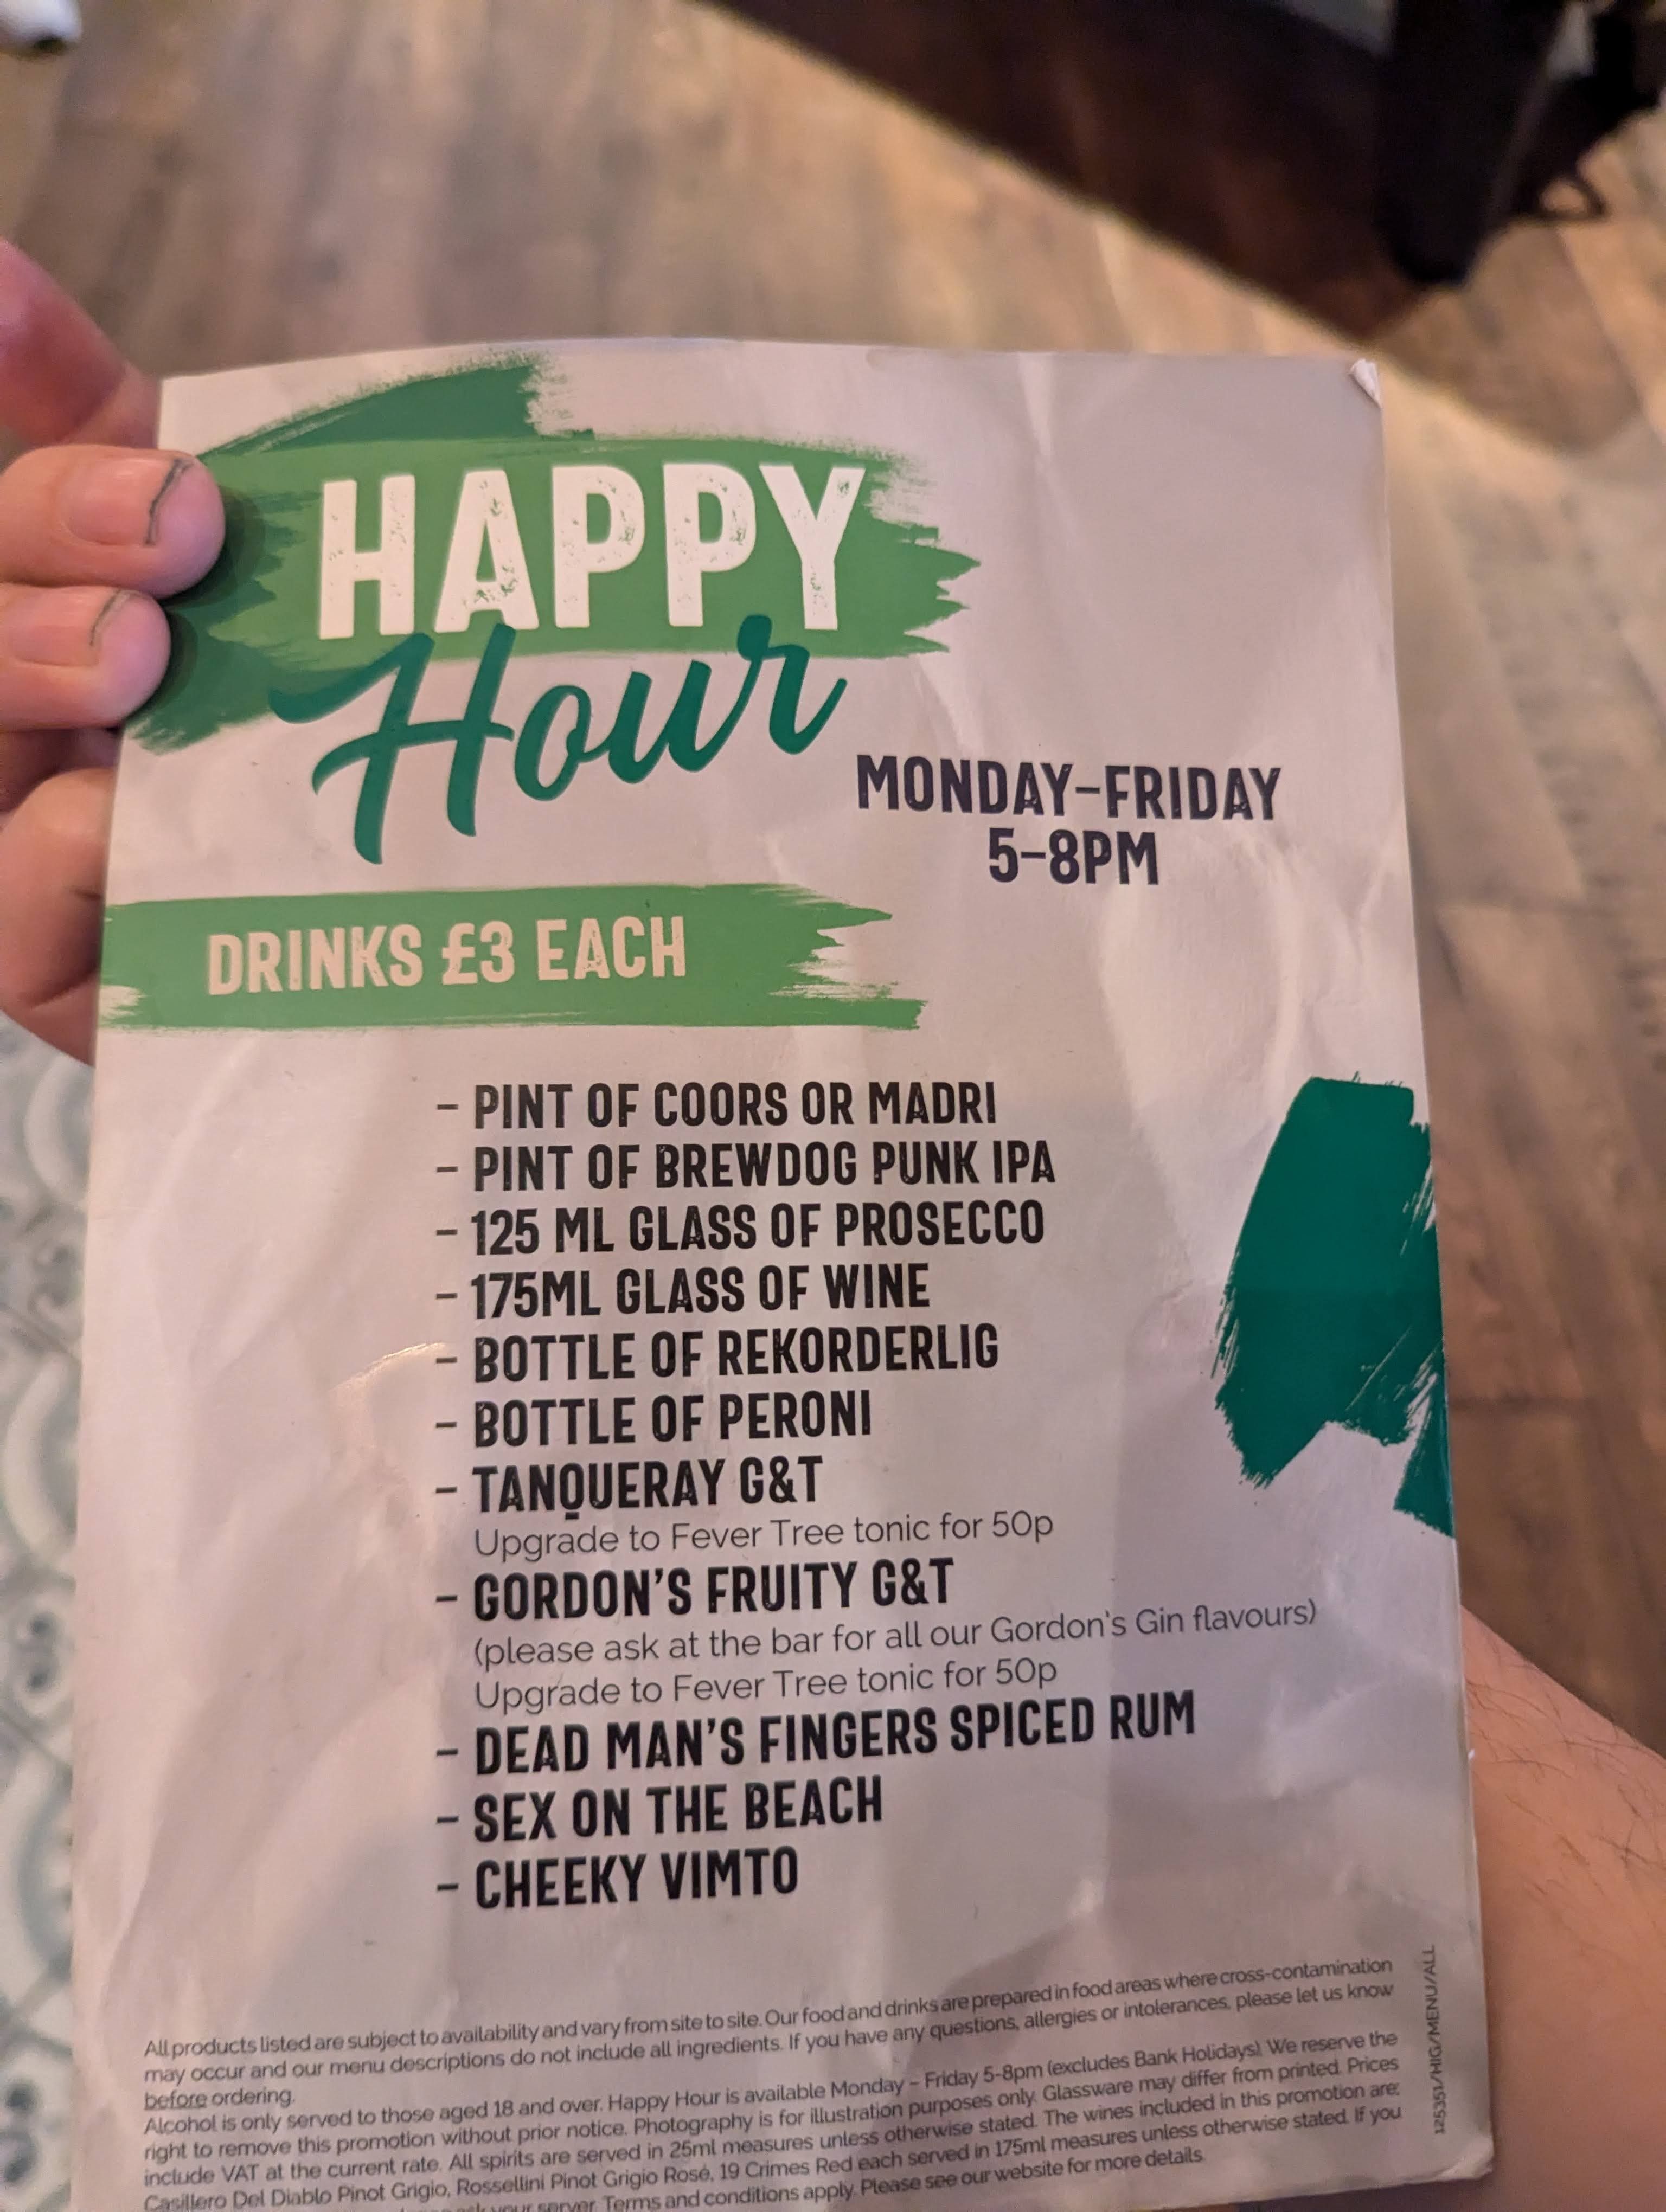 HAPPY
Hour
MONDAY-FRIDAY
5-8PM
DRINKS £3 EACH
- PINT OF COORS OR MADRI
- PINT OF BREWDOG PUNK IPA
- 125 ML GLASS OF PROSECCO
- 175ML GLASS OF WINE
- BOTTLE OF REKORDERLIG
- BOTTLE OF PERONI
- TANQUERAY G&T
Upgrade to Fever Tree tonic for 50p
- GORDON'S FRUITY G&T
(please ask at the bar for all our Gordon's Gin flavours)
Upgrade to Fever Tree tonic for 50p
- DEAD MAN'S FINGERS SPICED RUM
- SEX ON THE BEACH
- CHEEKY VIMTO
All products listed are subject to availability and vary from site to site. Our food and drinks are prepared in food areas where cross-contamination
may occur and our menu descriptions do not include all ingredients. If you have any questions, allergies or intolerances, please let us know
before ordering.
Alcohol is only served to those aged 18 and over. Happy Hour is available Monday – Friday 5-8pm (excludes Bank Holidays). We reserve the
right to remove this promotion without prior notice. Photography is for illustration purposes only. Glassware may differ from printed. Prices
include VAT at the current rate. All spirits are served in 25ml measures unless otherwise stated. The wines included in this promotion are:
Casillero Del Diablo Pinot Grigio, Rossellini Pinot Grigio Rosé, 19 Crimes Red each served in 175ml measures unless otherwise stated. If you
your server. Terms and conditions apply. Please see our website for more details.
125351/HIG/MENU/ALL